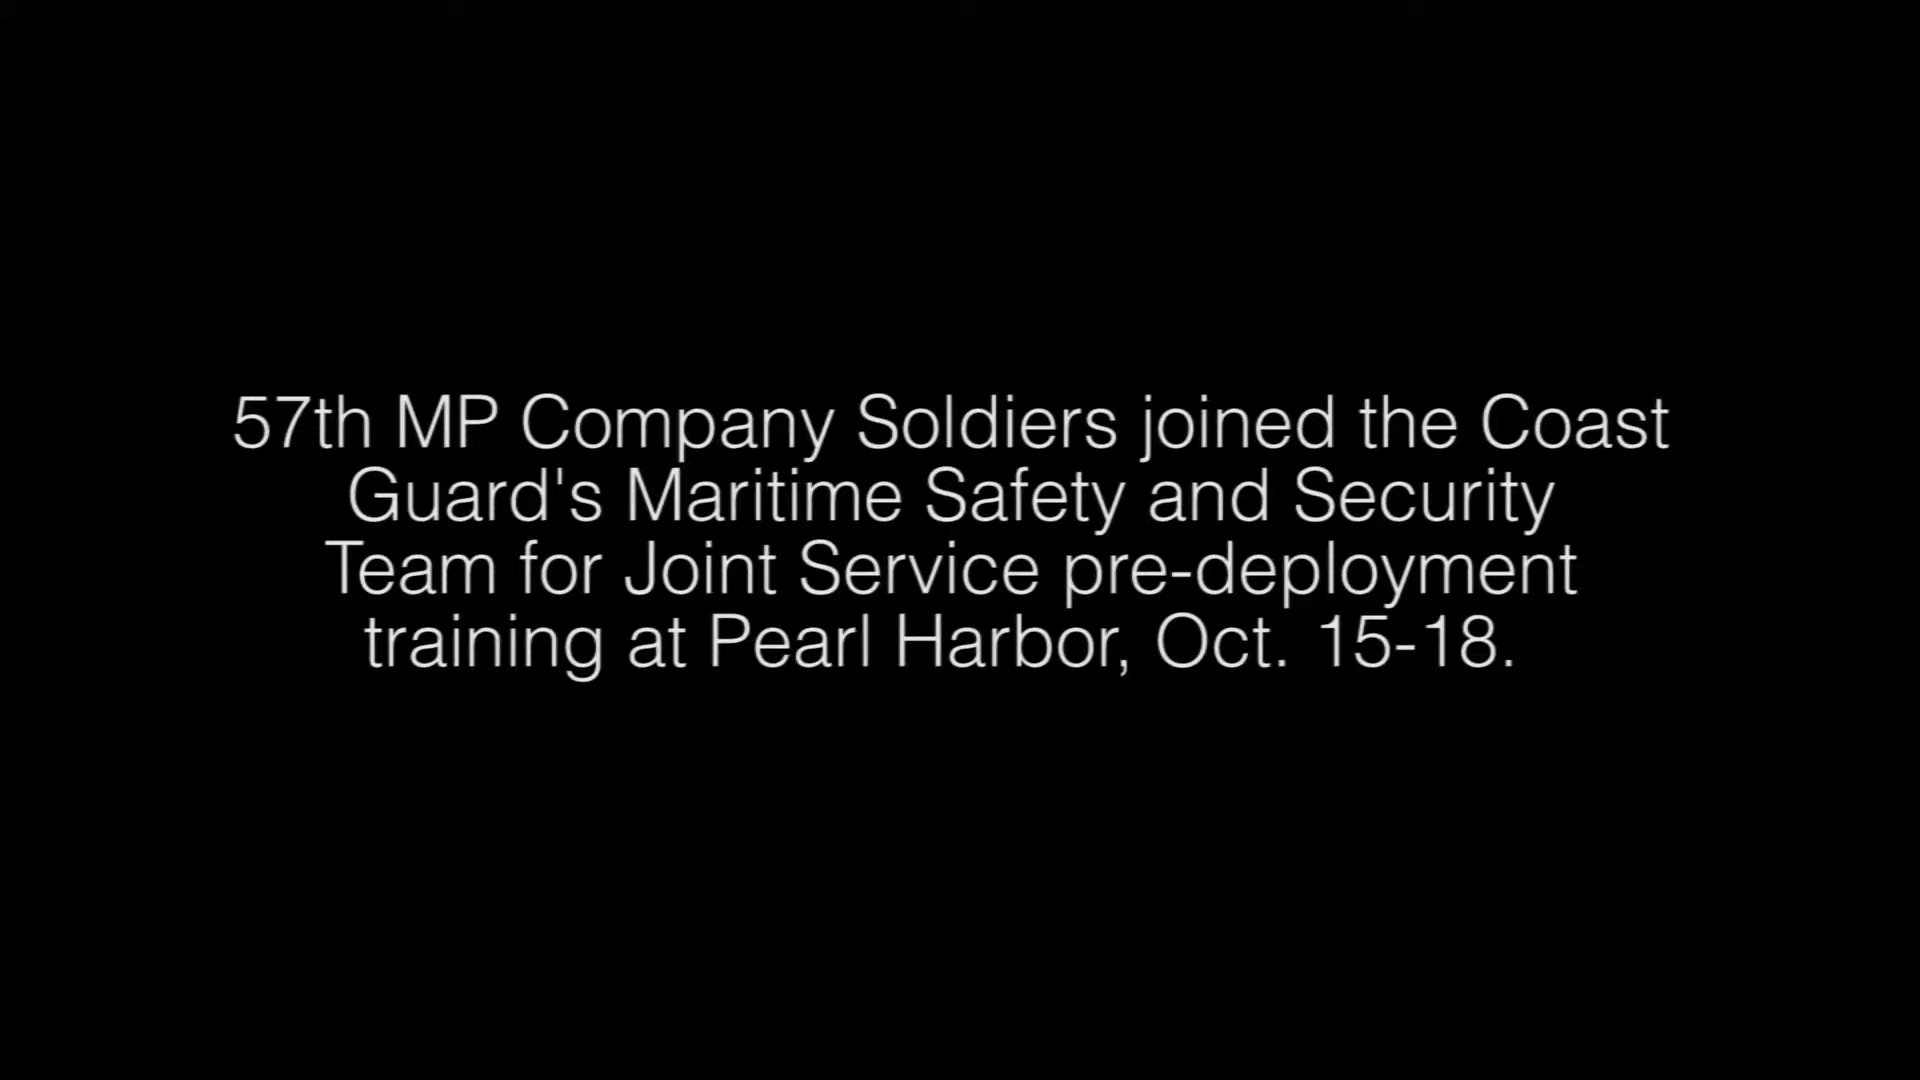 57th MP Company Soldiers joined the Coast
Guard's Maritime Safety and Security
Team for Joint Service pre-deployment
training at Pearl Harbor, Oct. 15-18.